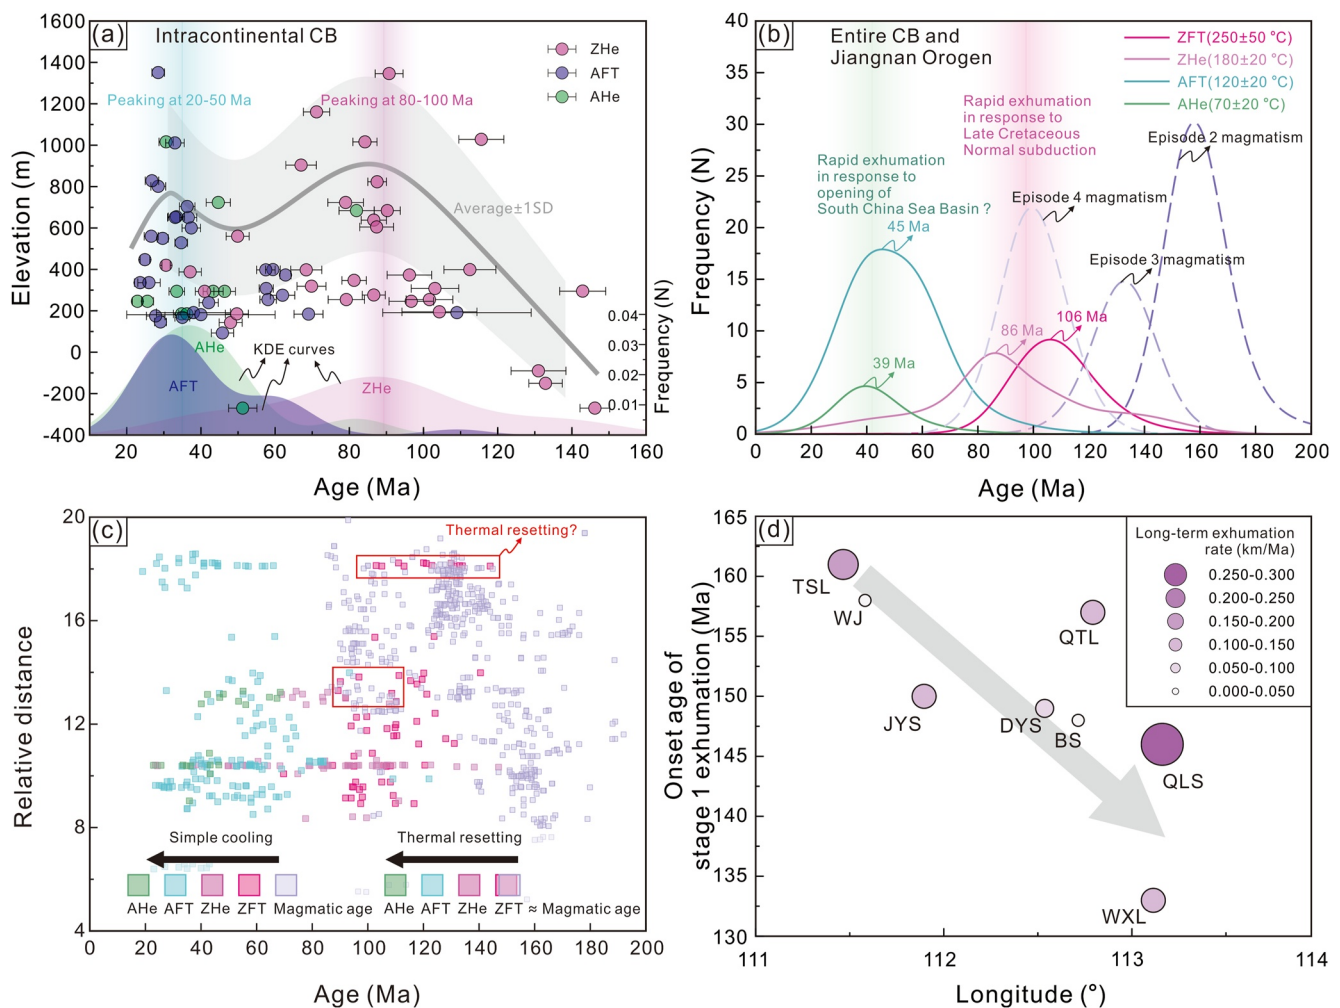 (a)
Intracontinental CB
ZHe
AFT
AHe
Peaking at 20-50 Ma
Peaking at 80-100 Ma
Average±1SD
KDE curves
AHe
AFT
ZHe
Elevation (m)
1600
1400
1200
1000
800
600
400
200
0
-200
-400
0.04
0.03
0.02
0.01
Frequency (N)
20
40
60
80
100
120
140
160
Age (Ma)
(b)
Entire CB and
Jiangnan Orogen
ZFT(250±50 °C)
ZHe(180±20 °C)
AFT(120±20 °C)
AHe(70±20 °C)
Rapid exhumation
in response to
Late Cretaceous
Normal subduction
Rapid exhumation
in response to
opening of
South China Sea Basin ?
Episode 2 magmatism
Episode 4 magmatism
Episode 3 magmatism
45 Ma
39 Ma
86 Ma
106 Ma
Frequency (N)
40
35
30
25
20
15
10
5
0
0
20
40
60
80
100
120
140
160
180
200
Age (Ma)
(c)
Thermal resetting?
Simple cooling
Thermal resetting
AHe
AFT
ZHe
ZFT
Magmatic age
AHe
AFT
ZHe
ZFT ≈ Magmatic age
Relative distance
20
16
12
8
4
0
20
40
60
80
100
120
140
160
180
200
Age (Ma)
(d)
Long-term exhumation
rate (km/Ma)
0.250-0.300
0.200-0.250
0.150-0.200
0.100-0.150
0.050-0.100
0.000-0.050
TSL
WJ
QTL
JYS
DYS
BS
QLS
WXL
Onset age of
stage 1 exhumation (Ma)
165
160
155
150
145
140
135
130
111
112
113
114
Longitude (°)